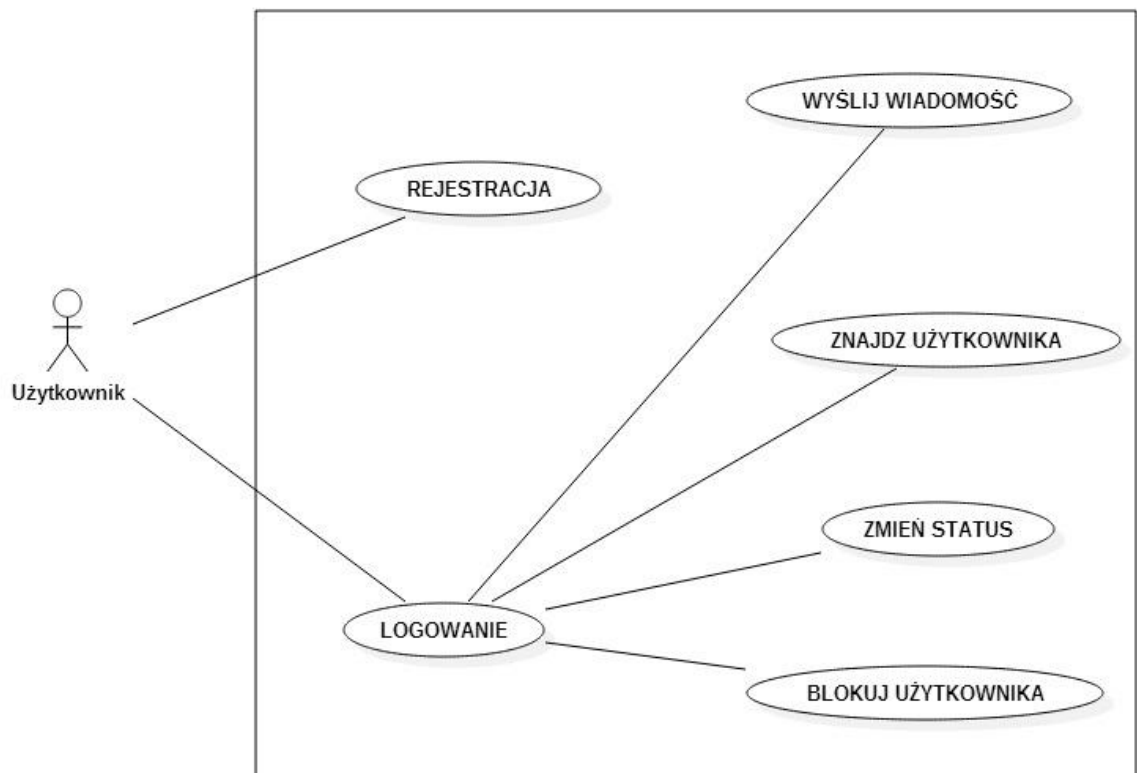 WYŚLIJ WIADOMOŚĆ
REJESTRACJA
ZNAJDZ UŻYTKOWNIKA
Użytkownik
ZMIEŃ STATUS
LOGOWANIE
BLOKUJ UŻYTKOWNIKA